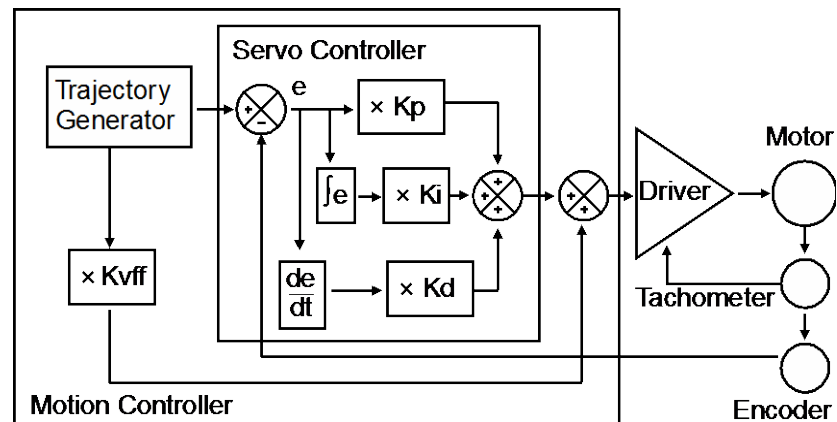 Servo Controller
Trajectory
Generator
e
× Kp
+
−
∫e
× Ki
+
+
+
+
+
de
dt
× Kd
× Kvff
Motion Controller
Driver
Motor
Tachometer
Encoder